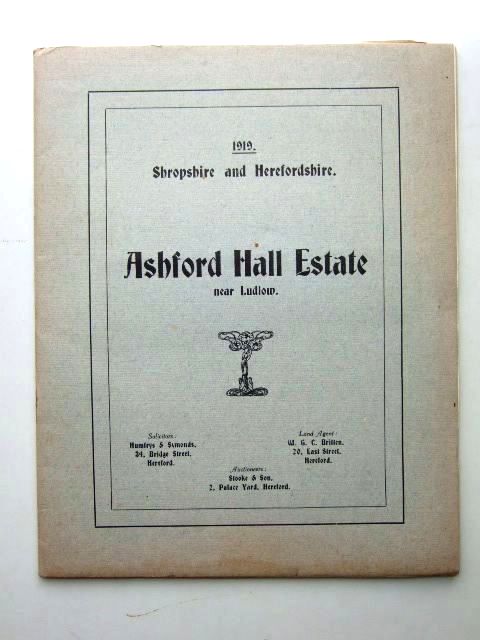 1919.
Shropshire and Herefordshire.
Ashford Hall Estate
near Ludlow.
Solicitors:
Humfrys & Symonds,
34, Bridge Street,
Hereford.
Land Agent:
W. G. C. Britten,
20, East Street,
Hereford.
Auctioneers:
Stooke & Son,
2, Palace Yard, Hereford.